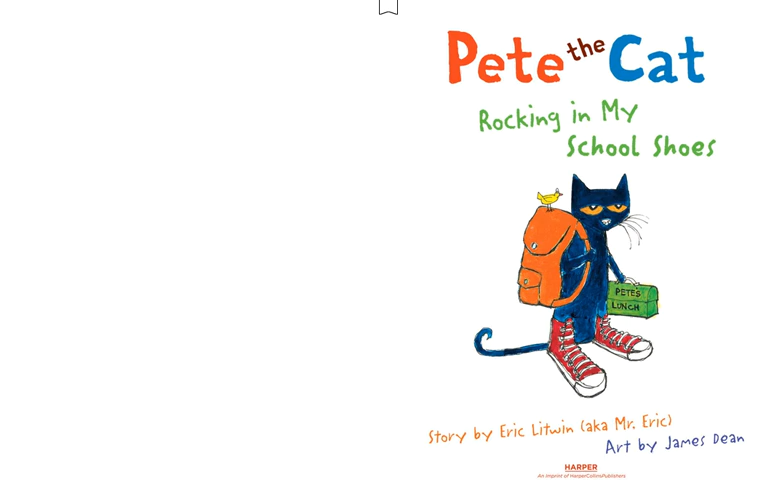 Pete the Cat
Rocking in My
School Shoes
PETES
LUNCH
Story by Eric Litwin (aka Mr. Eric)
Art by James Dean
HARPER
An Imprint of HarperCollinsPublishers